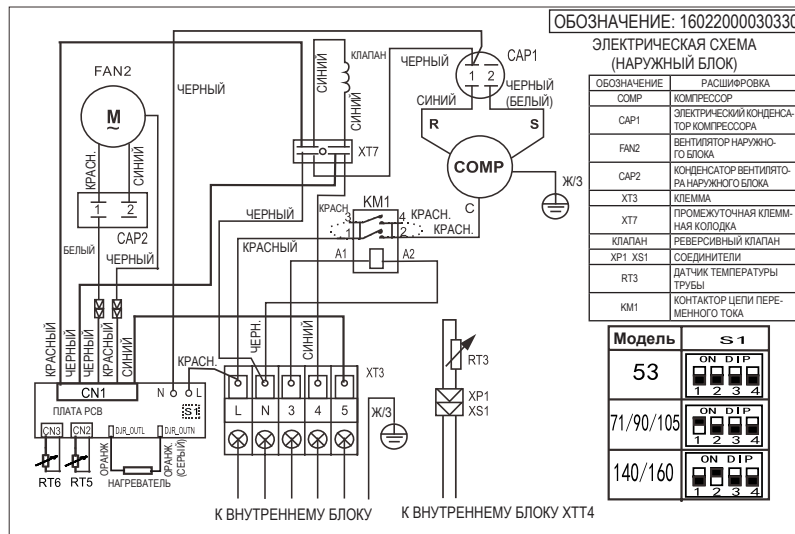 ОБОЗНАЧЕНИЕ: 16022000030330
ЭЛЕКТРИЧЕСКАЯ СХЕМА
(НАРУЖНЫЙ БЛОК)
ОБОЗНАЧЕНИЕ РАСШИФРОВКА
COMP КОМПРЕССОР
CAP1 ЭЛЕКТРИЧЕСКИЙ КОНДЕНСА-
ТОР КОМПРЕССОРА
FAN2 ВЕНТИЛЯТОР НАРУЖНО-
ГО БЛОКА
CAP2 КОНДЕНСАТОР ВЕНТИЛЯТО-
РА НАРУЖНОГО БЛОКА
XT3 КЛЕММА
XT7 ПРОМЕЖУТОЧНАЯ КЛЕММ-
НАЯ КОЛОДКА
КЛАПАН РЕВЕРСИВНЫЙ КЛАПАН
XP1 XS1 СОЕДИНИТЕЛИ
RT3 ДАТЧИК ТЕМПЕРАТУРЫ
ТРУБЫ
KM1 КОНТАКТОР ЦЕПИ ПЕРЕ-
МЕННОГО ТОКА
Модель S1
53 ON DIP
1 2 3 4
71/90/105 ON DIP
1 2 3 4
140/160 ON DIP
1 2 3 4
FAN2
M
~
КРАСН.
СИНИЙ
1 2
CAP2
БЕЛЫЙ
ЧЕРНЫЙ
ЧЕРНЫЙ
СИНИЙ
КЛАПАН
СИНИЙ
XT7
ЧЕРНЫЙ
CAP1
1 2
СИНИЙ
ЧЕРНЫЙ
(БЕЛЫЙ)
R S
COMP
C
Ж/З
KM1
КРАСН.
3 4
КРАСН.
1 2
КРАСН.
ЧЕРНЫЙ
КРАСНЫЙ
A1 A2
КРАСНЫЙ
ЧЕРНЫЙ
ЧЕРНЫЙ
КРАСНЫЙ
СИНИЙ
КРАСН.
ЧЕРН.
СИНИЙ
XT3
L N 3 4 5
Ж/З
CN1
N L
S1
ПЛАТА PCB
CN3 CN2 DJR_OUTL DJR_OUTN
RT6 RT5
ОРАНЖ
НАГРЕВАТЕЛЬ
ОРАНЖ.
(СЕРЫЙ)
RT3
XP1
XS1
К ВНУТРЕННЕМУ БЛОКУ
К ВНУТРЕННЕМУ БЛОКУ XTT4